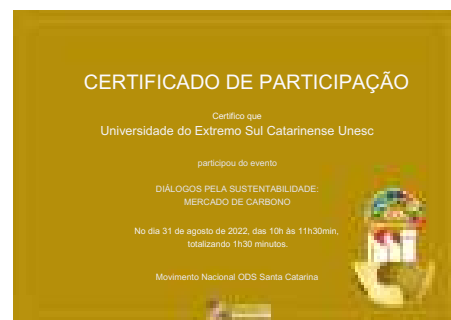 CERTIFICADO DE PARTICIPAÇÃO
Certifico que
Universidade do Extremo Sul Catarinense Unesc
participou do evento
DIÁLOGOS PELA SUSTENTABILIDADE:
MERCADO DE CARBONO
No dia 31 de agosto de 2022, das 10h às 11h30min,
totalizando 1h30 minutos.
Movimento Nacional ODS Santa Catarina